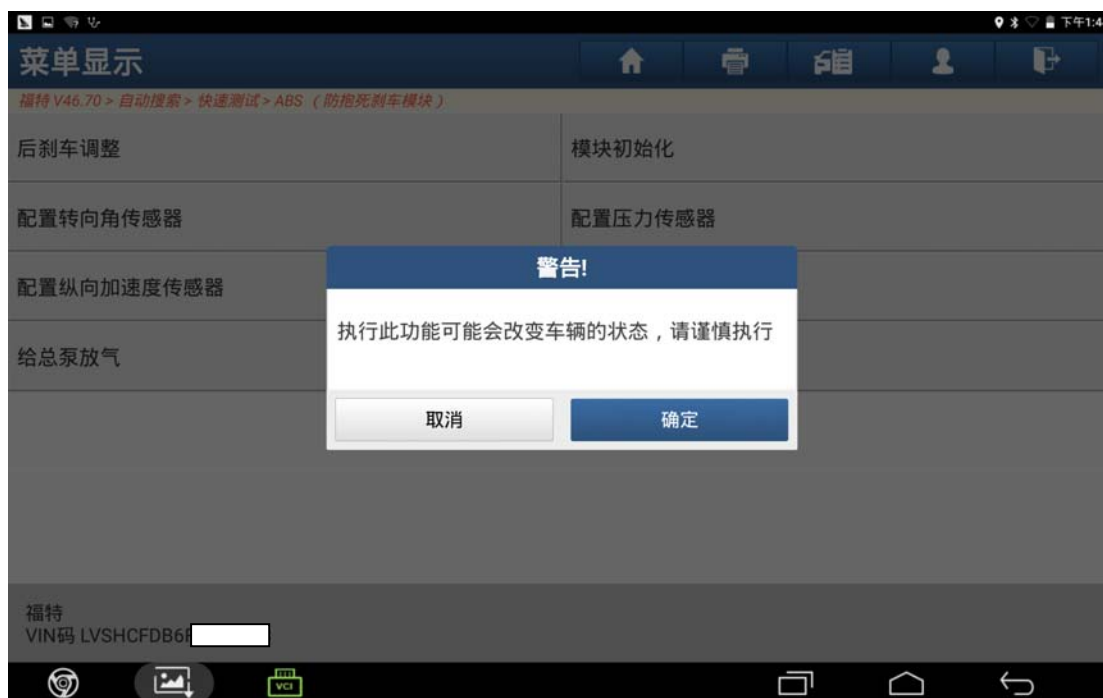 下午1:4
菜单显示
福特 V46.70 > 自动搜索 > 快速测试 > ABS （防抱死刹车模块）
后刹车调整
模块初始化
配置转向角传感器
配置压力传感器
配置纵向加速度传感器
给总泵放气
警告!
执行此功能可能会改变车辆的状态，请谨慎执行
取消
确定
福特
VIN码 LVSHCFDB6
VCI